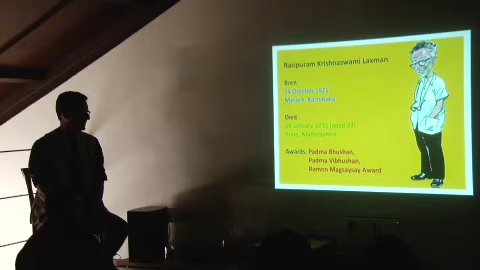 Rasipuram Krishnaswami Laxman
Born
24 October 1921
Mysore, Karnataka
Died
26 January 2015
Pune, Maharashtra
Awards: Padma Bhushan,
Padma Vibhushan,
Ramon Magsaysay Award